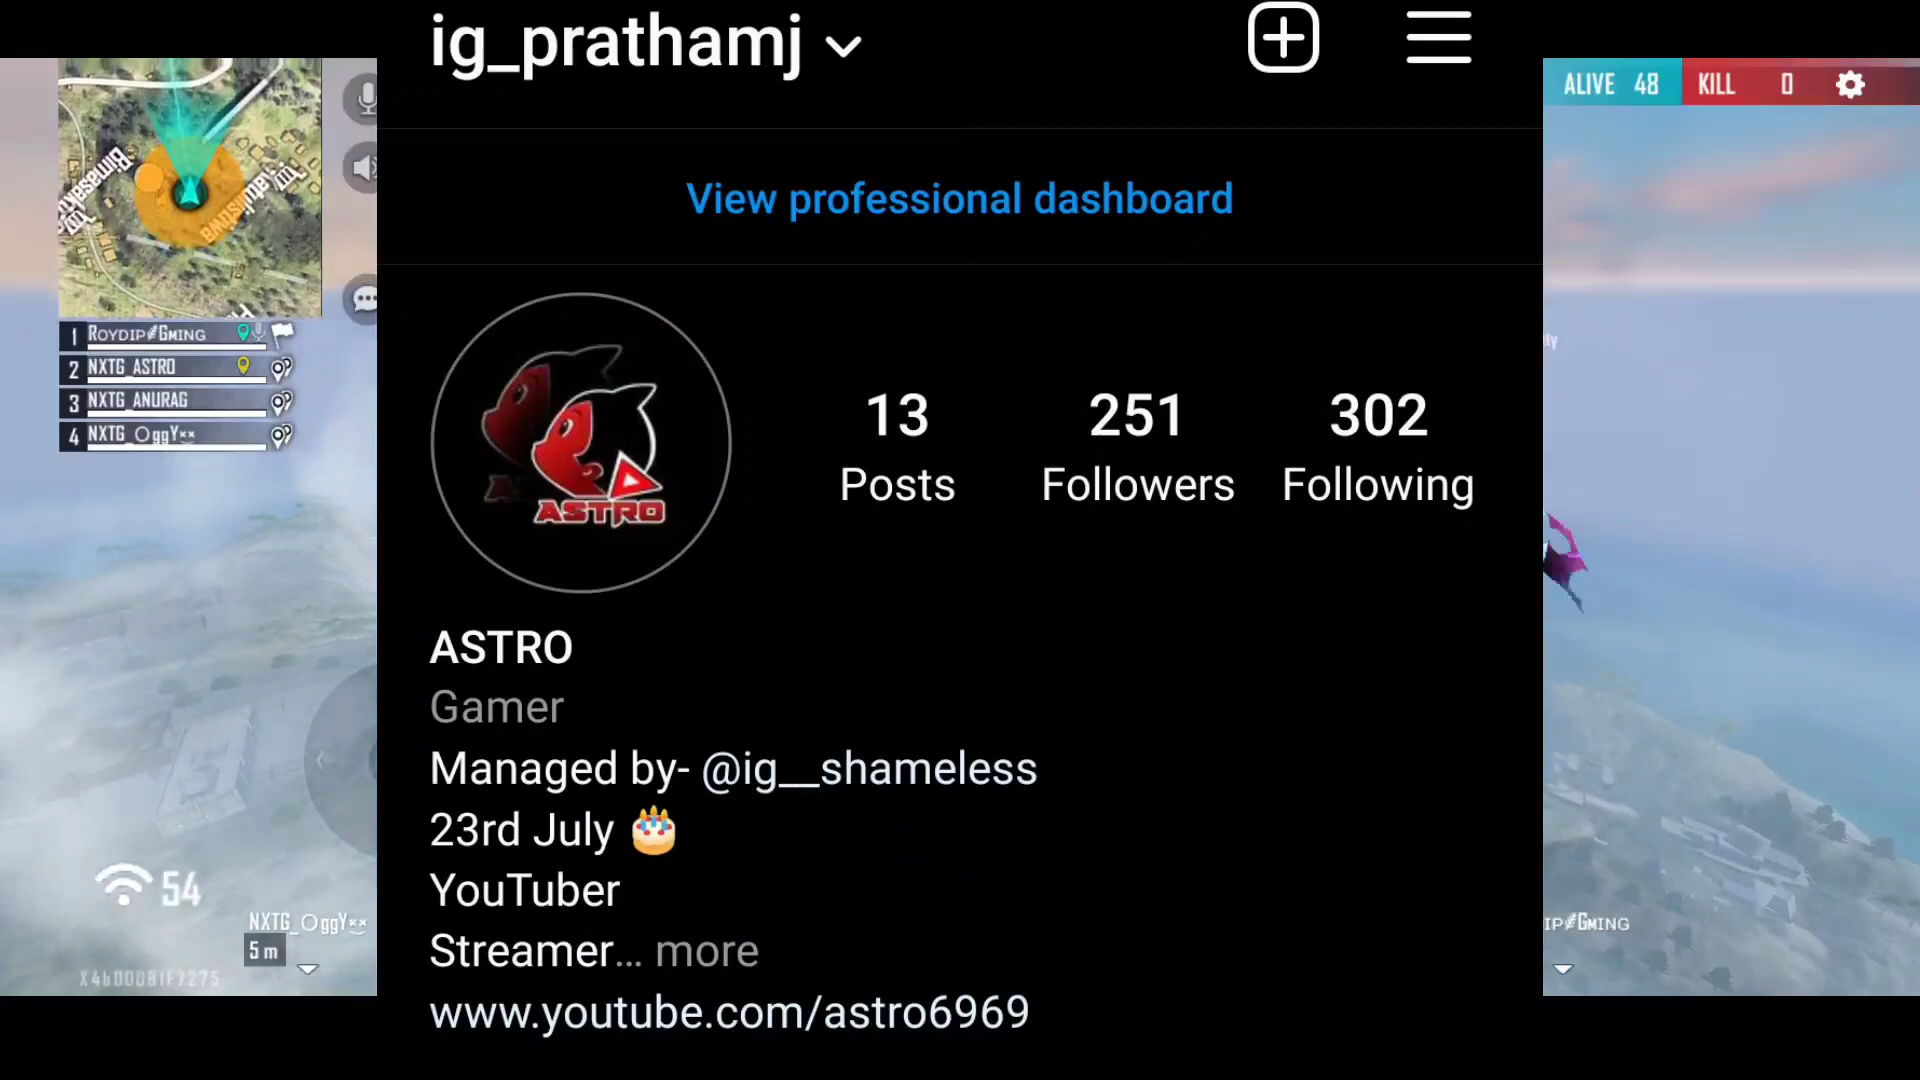 ig_prathamj
View professional dashboard
ALIVE 48 KILL 0
1 ROYDIP GMING
2 NXTG_ASTRO
3 NXTG_ANURAG
4 NXTG_OggY××
ASTRO
13 251 302
Posts Followers Following
ASTRO
Gamer
Managed by- @ig__shameless
23rd July 🎂
YouTuber
Streamer... more
www.youtube.com/astro6969
54
NXTG_OggY××
5 m
IP GMING